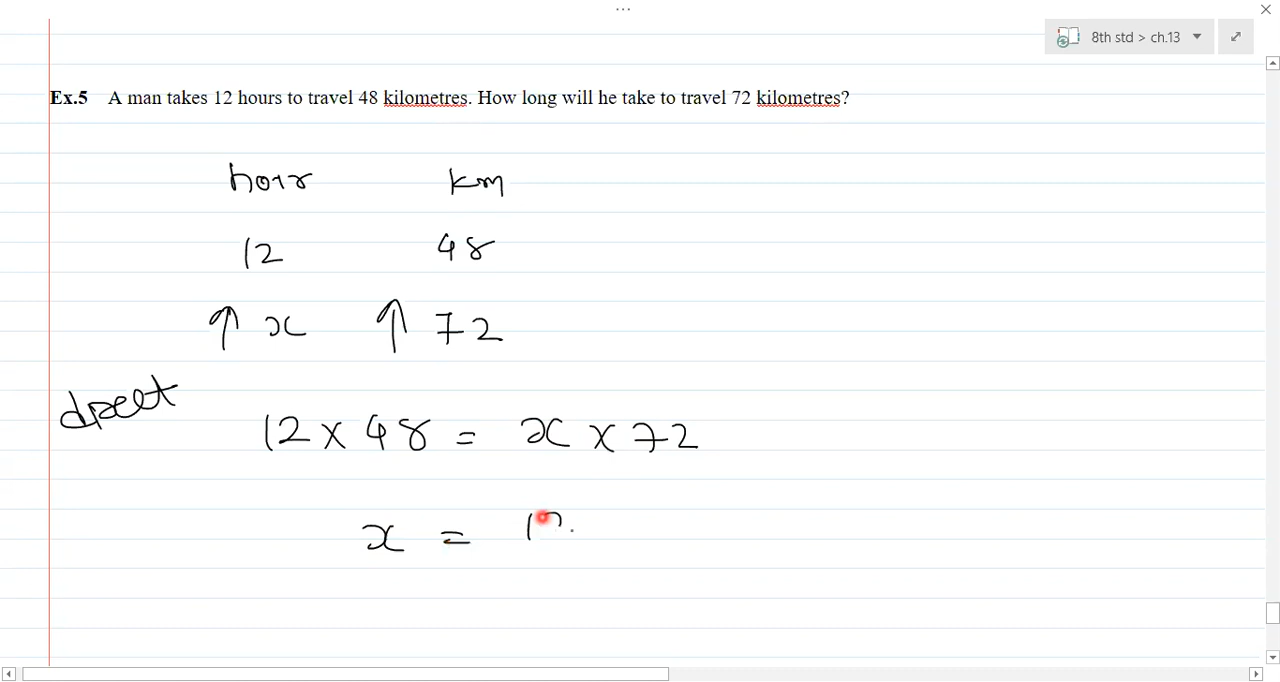 8th std > ch.13
Ex.5 A man takes 12 hours to travel 48 kilometres. How long will he take to travel 72 kilometres?
hour km
12 48
↑ x ↑ 72
direct
12 x 48 = x x 72
x =